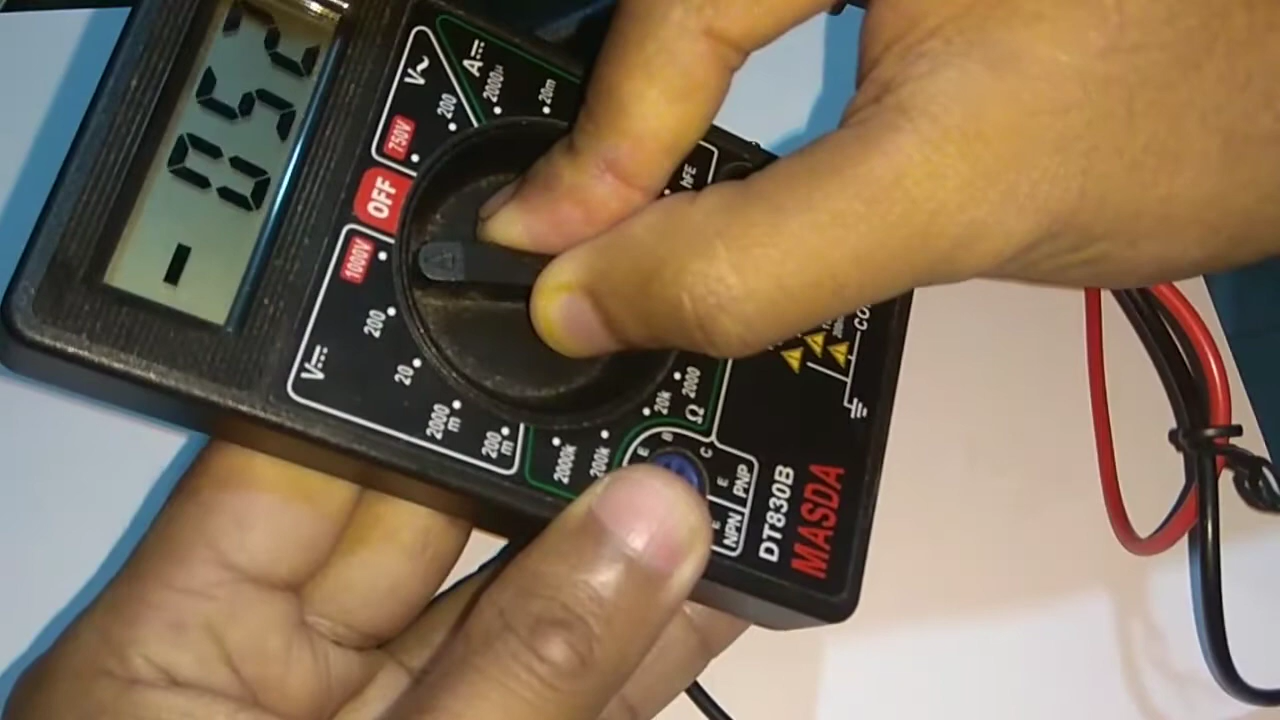 V~
200
750V
OFF
A⎓
2000µ
20m
hFE
V⎓
1000V
200
20
2000
m
200
m
2000k
200k
20k
2000
Ω
COM
E
B
C
E
PNP
E
NPN
DT830B
MASDA